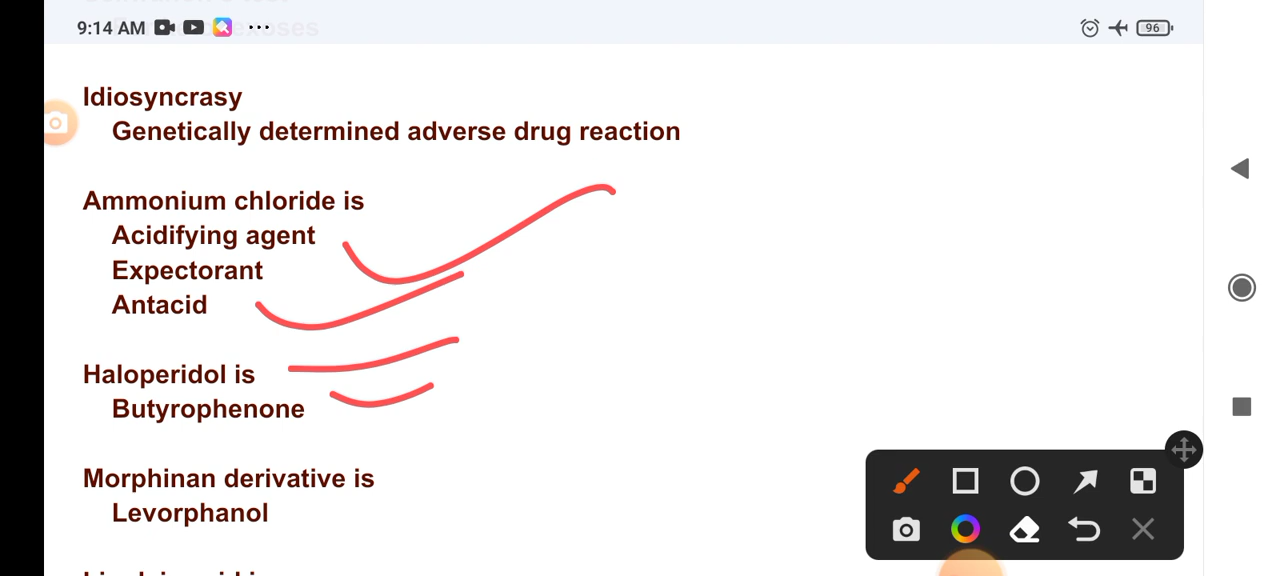 9:14 AM
96
Idiosyncrasy
Genetically determined adverse drug reaction
Ammonium chloride is
Acidifying agent
Expectorant
Antacid
Haloperidol is
Butyrophenone
Morphinan derivative is
Levorphanol